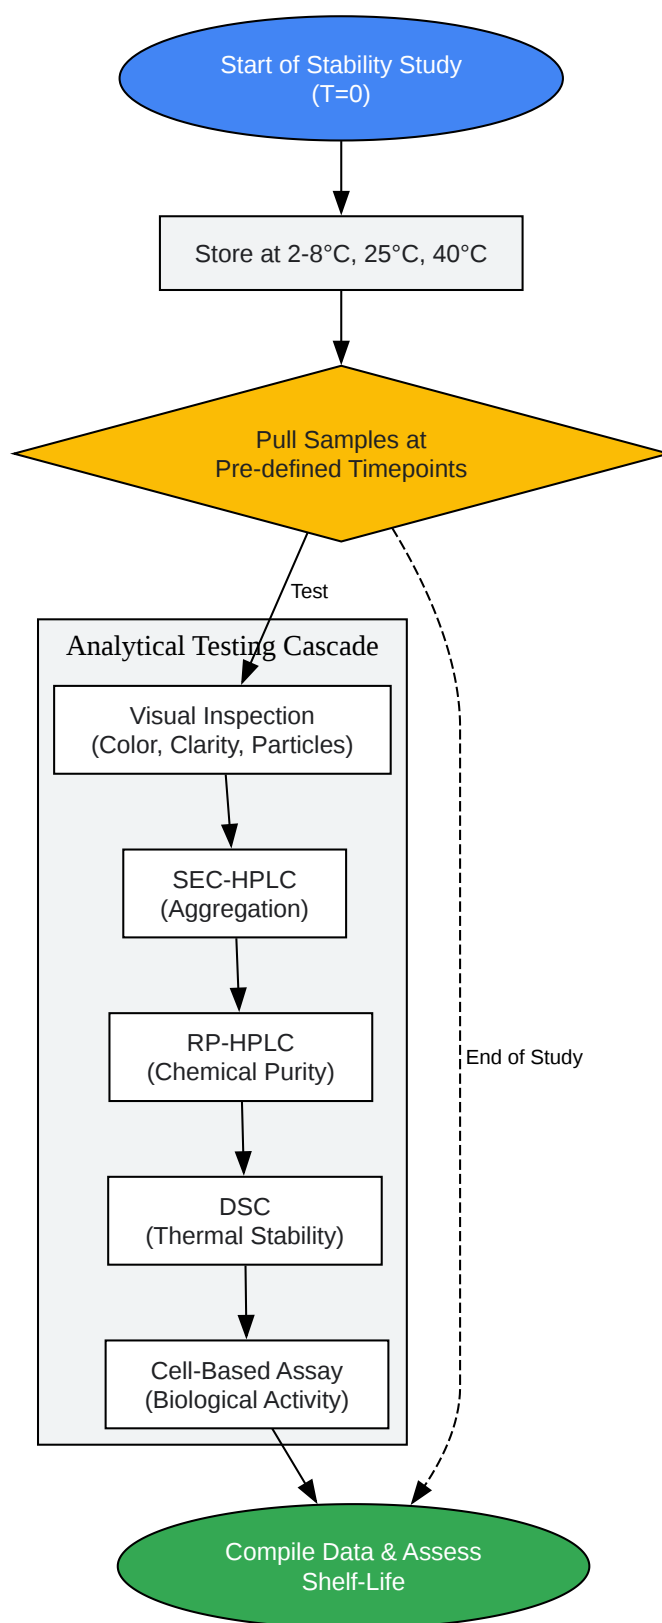 Start of Stability Study
(T=0)
Store at 2-8°C, 25°C, 40°C
Pull Samples at
Pre-defined Timepoints
Test
Analytical Testing Cascade
Visual Inspection
(Color, Clarity, Particles)
SEC-HPLC
(Aggregation)
RP-HPLC
(Chemical Purity)
End of Study
DSC
(Thermal Stability)
Cell-Based Assay
(Biological Activity)
Compile Data & Assess
Shelf-Life